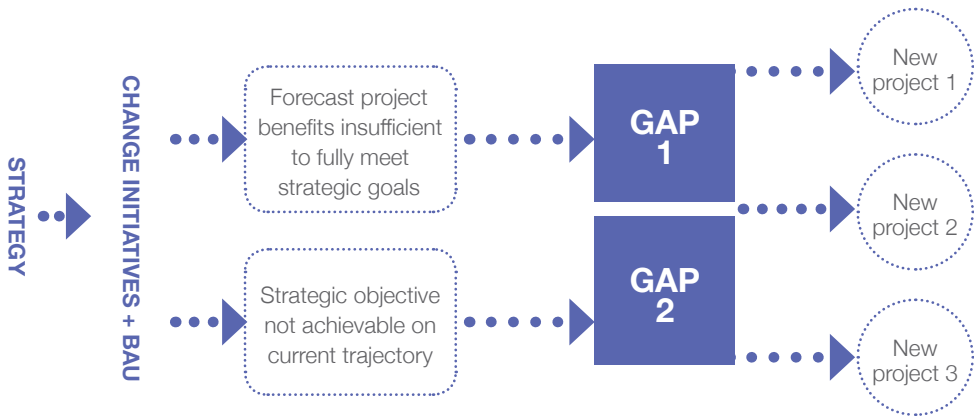 STRATEGY
CHANGE INITIATIVES + BAU
Forecast project
benefits insufficient
to fully meet
strategic goals
Strategic objective
not achievable on
current trajectory
GAP
1
GAP
2
New
project 1
New
project 2
New
project 3